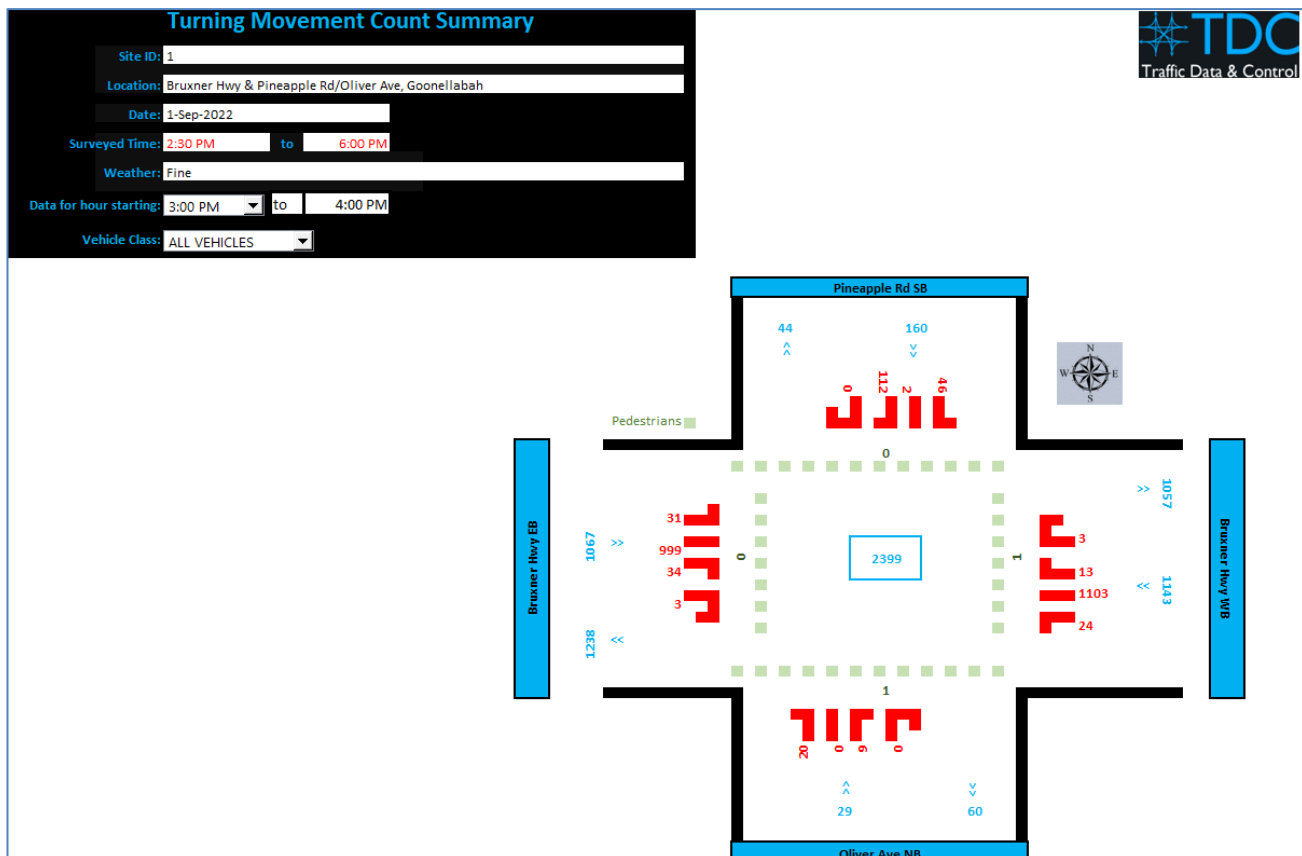 Turning Movement Count Summary
TDC
Traffic Data & Control
Site ID: 1
Location: Bruxner Hwy & Pineapple Rd/Oliver Ave, Goonellabah
Date: 1-Sep-2022
Surveyed Time: 2:30 PM to 6:00 PM
Weather: Fine
Data for hour starting: 3:00 PM to 4:00 PM
Vehicle Class: ALL VEHICLES
Pineapple Rd SB
44 160
>> >>
0 112 2 46
N
W E
S
Pedestrians
0
Bruxner Hwy EB
1067 >>
1238 <<
31
999
34
3
0
2399
1
3
13
1103
24
>> 1057
<< 1143
Bruxner Hwy WB
1
20 0 9 0
>> >>
29 60
Oliver Ave NB